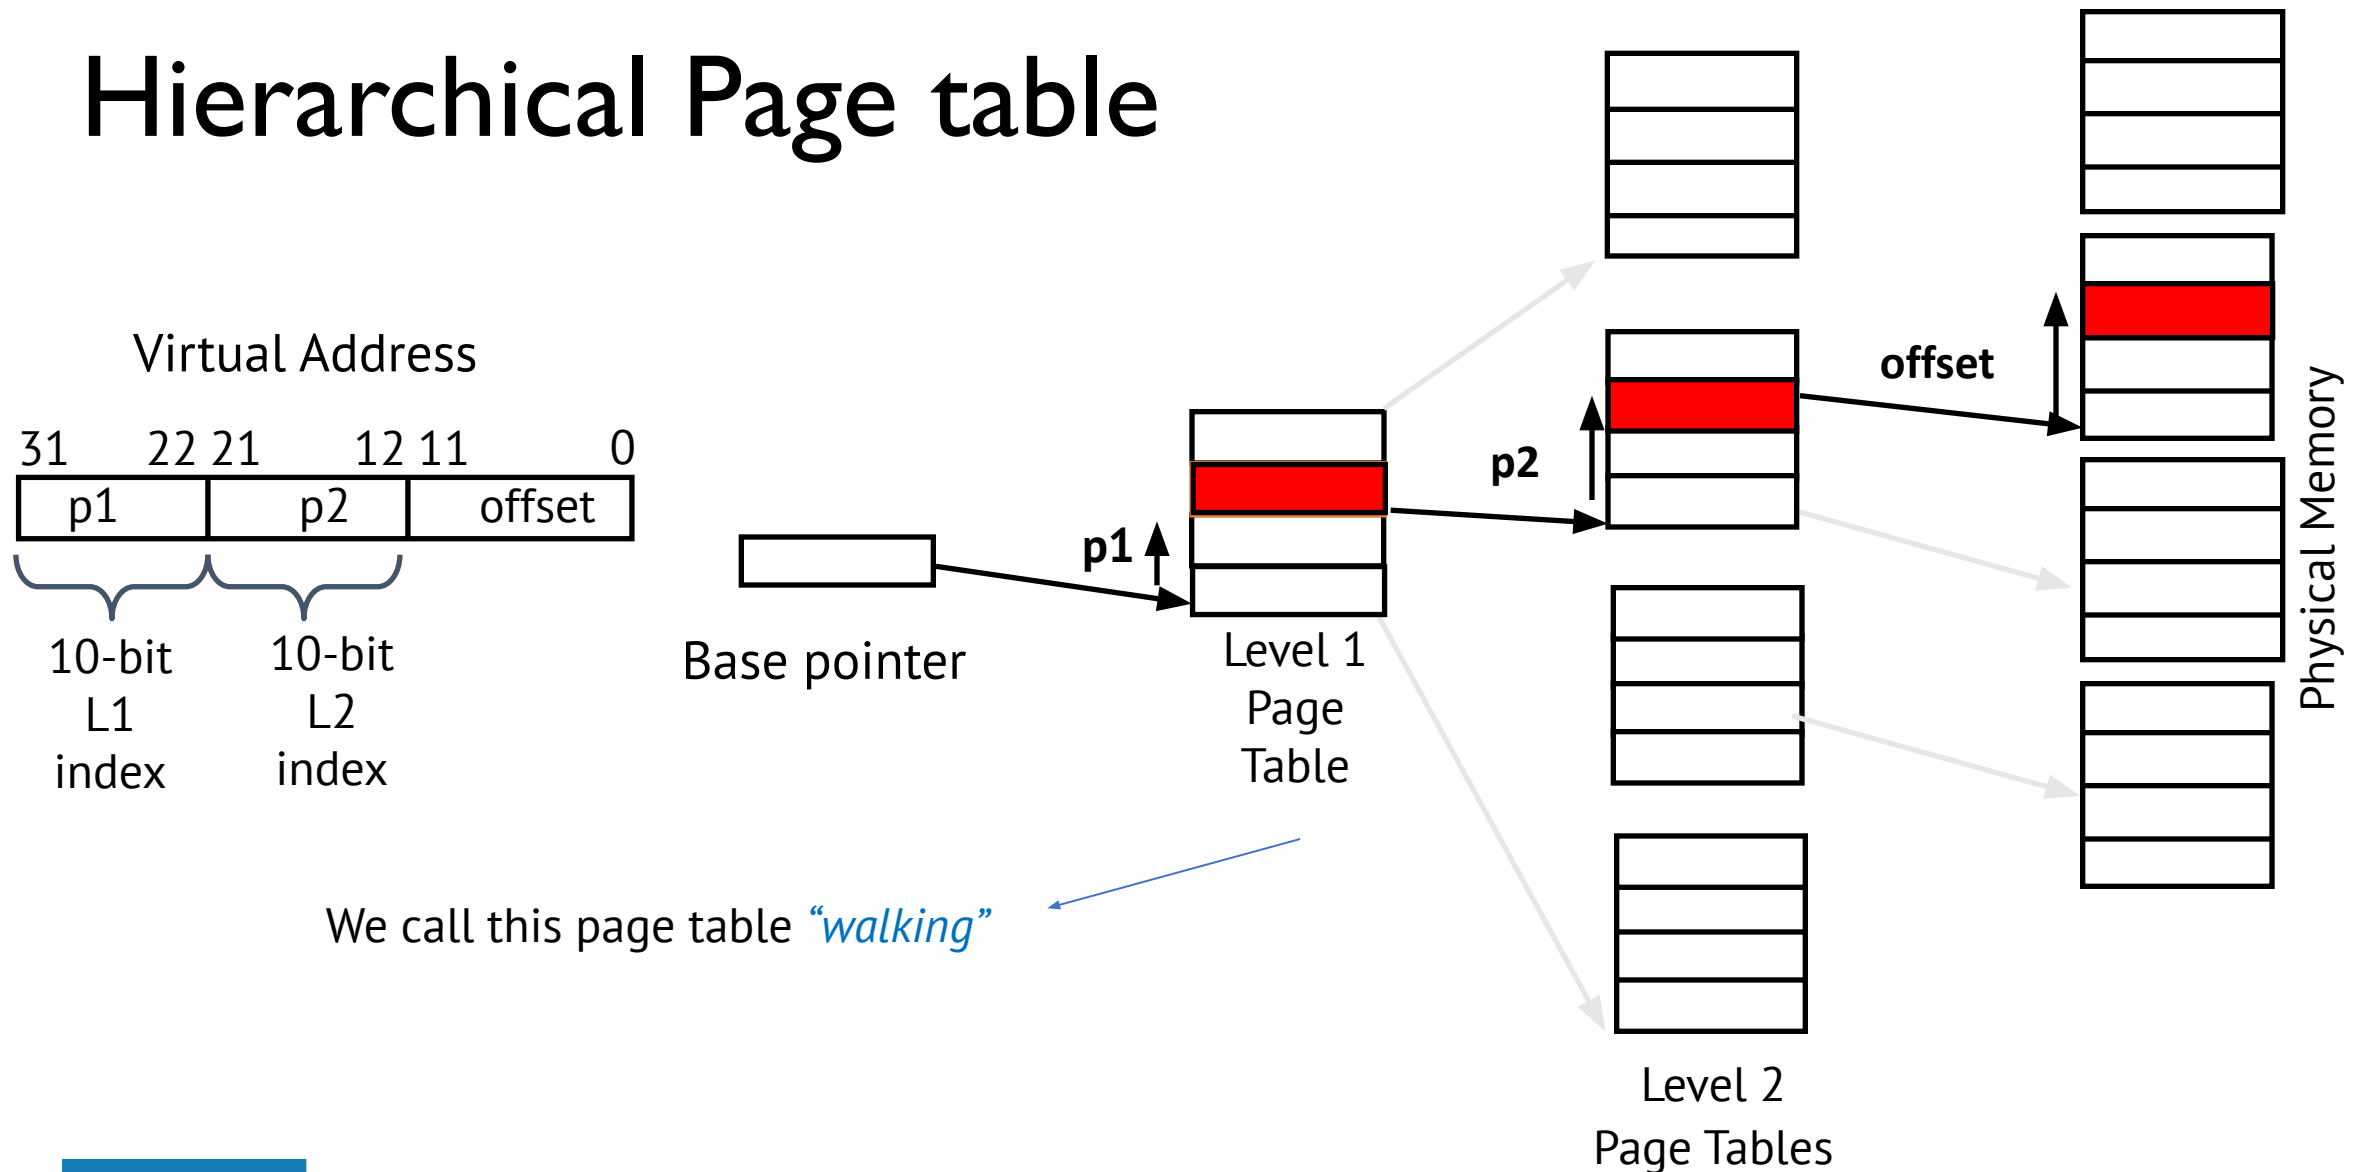 Hierarchical Page table
Virtual Address
31 22 21 12 11 0
p1 p2 offset
10-bit
L1
index
10-bit
L2
index
Base pointer
p1
Level 1
Page
Table
p2
offset
Level 2
Page Tables
Physical Memory
We call this page table “walking”